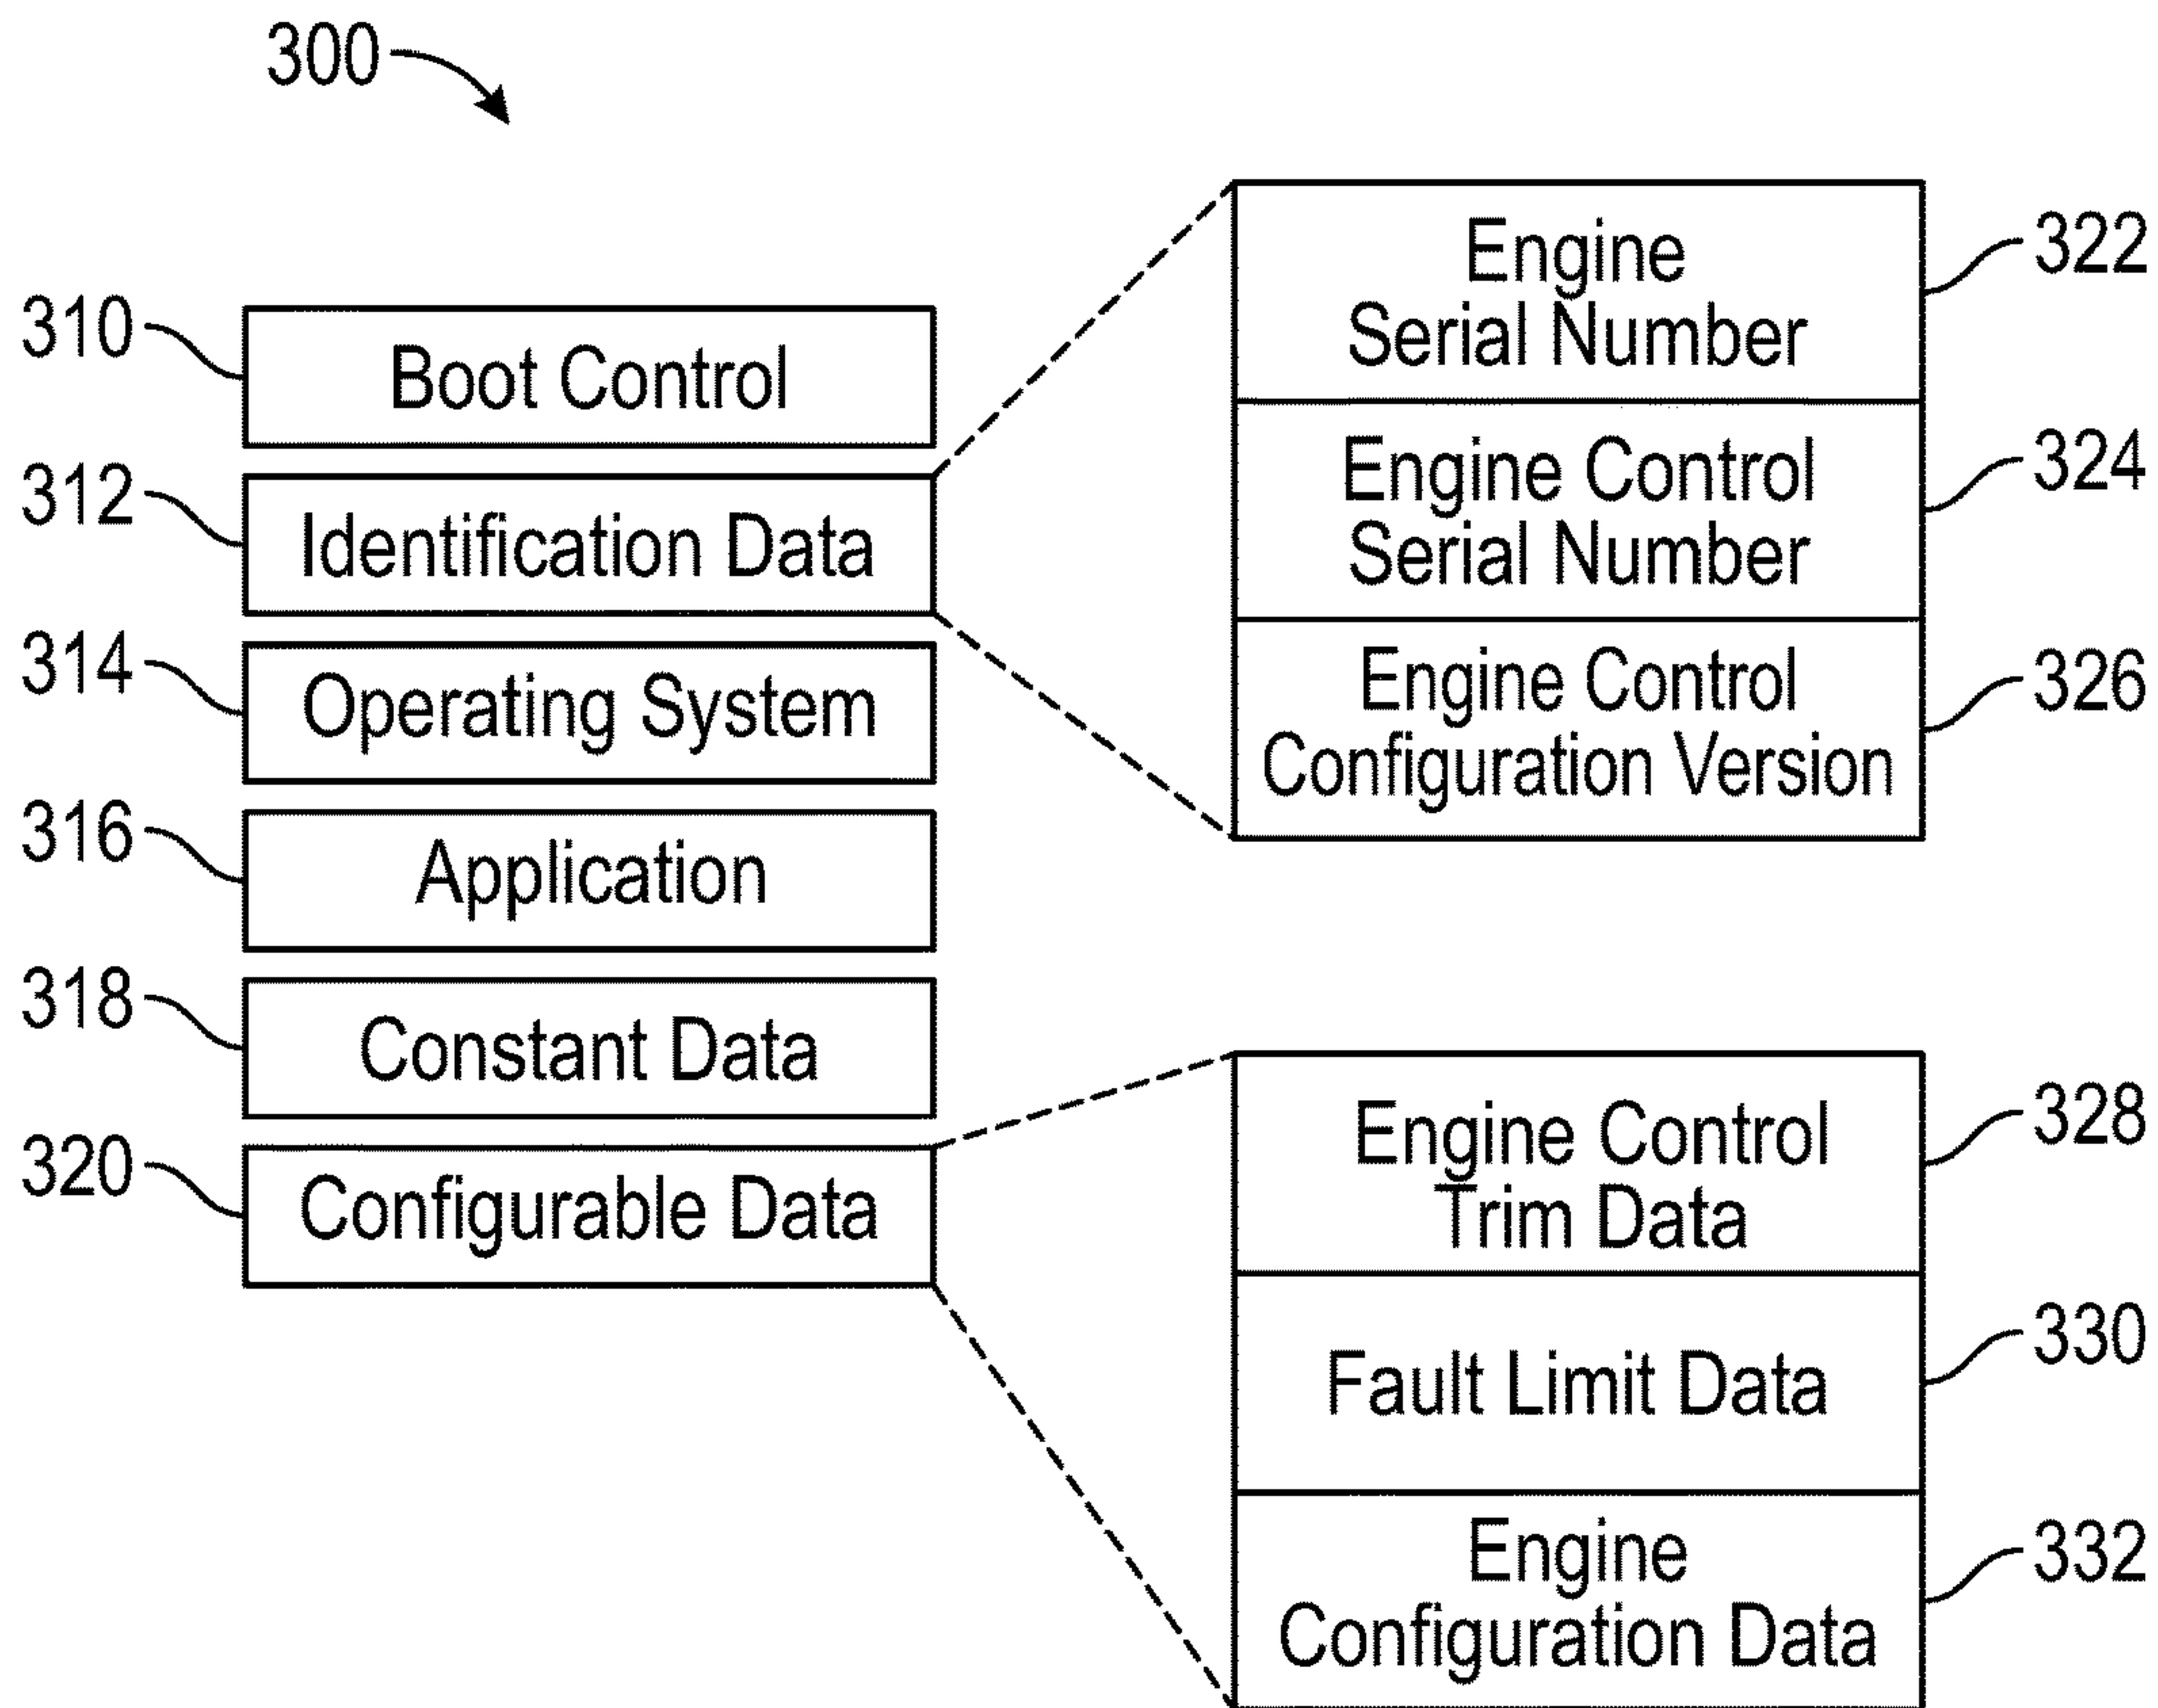 300
310
Boot Control
312
Identification Data
314
Operating System
316
Application
318
Constant Data
320
Configurable Data
Engine
Serial Number
322
Engine Control
Serial Number
324
Engine Control
Configuration Version
326
Engine Control
Trim Data
328
Fault Limit Data
330
Engine
Configuration Data
332